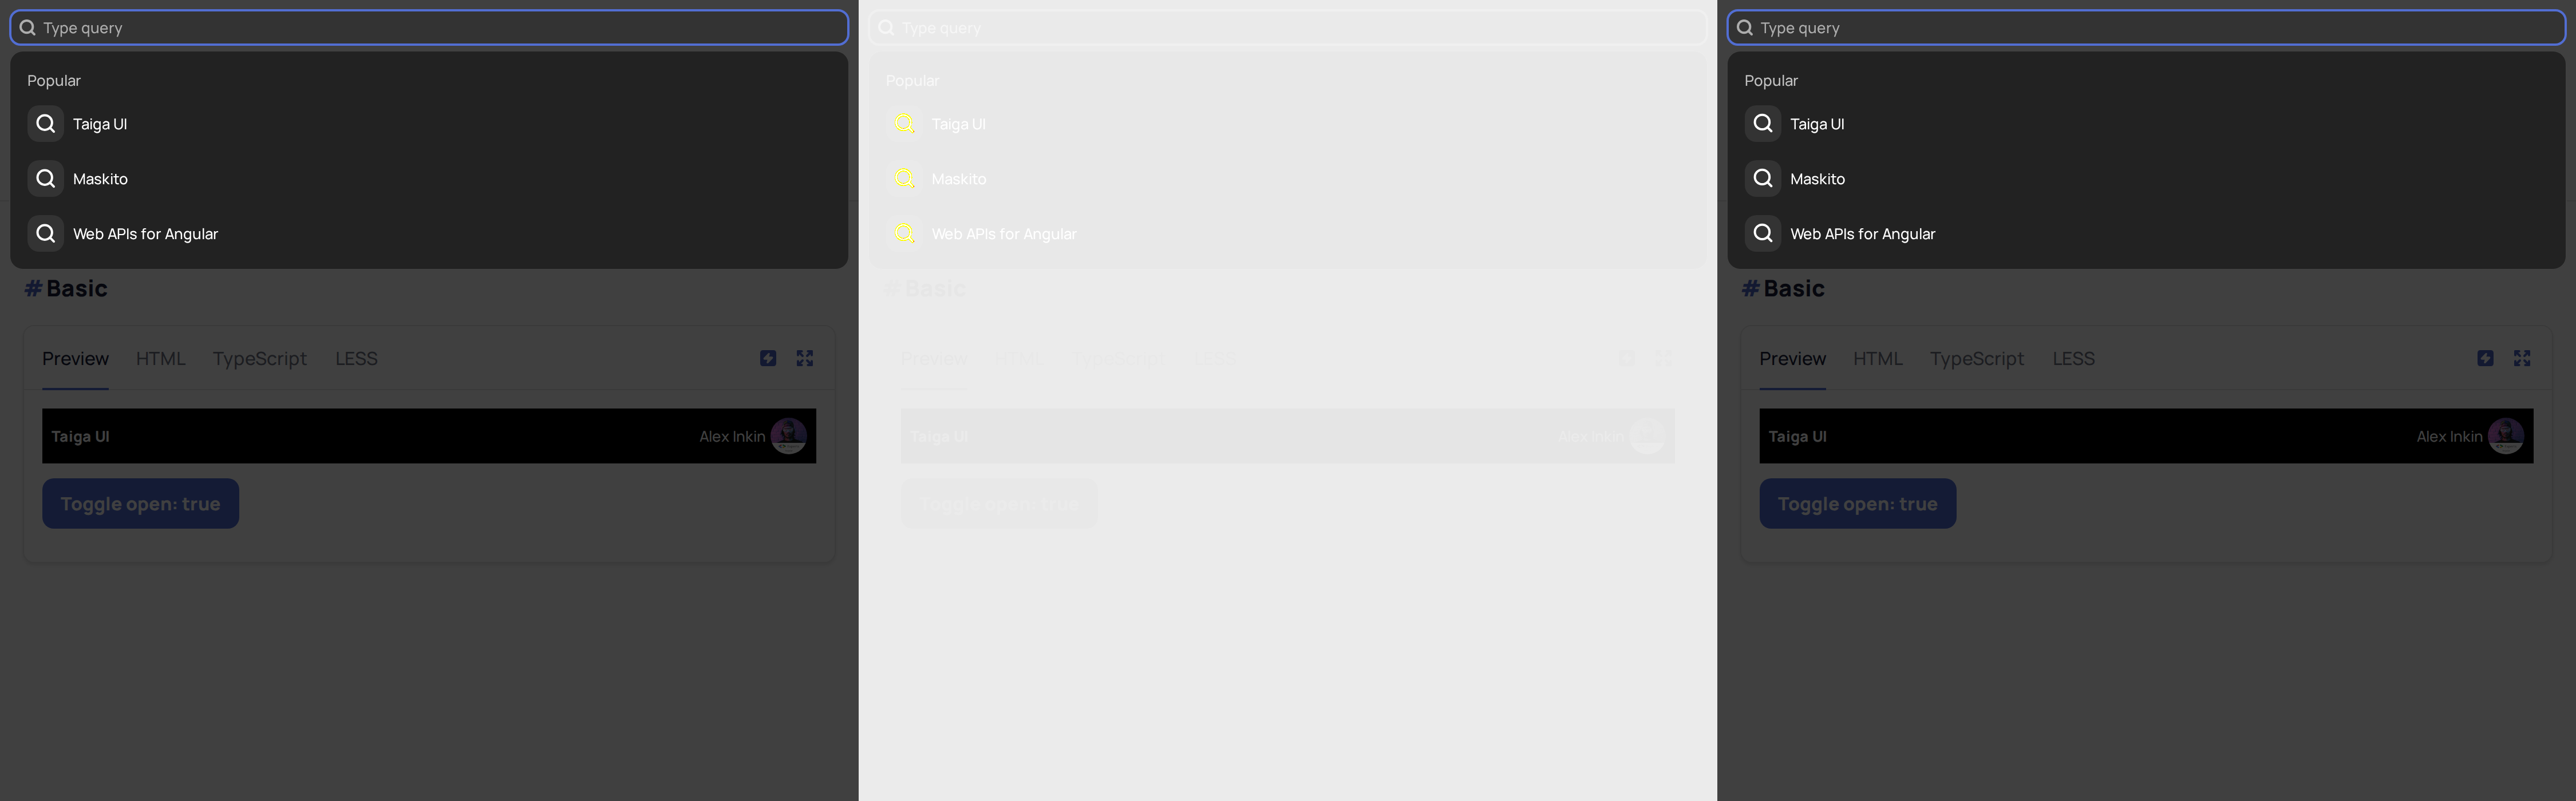 Type query
Popular
Taiga UI
Maskito
Web APIs for Angular
#Basic
Preview HTML TypeScript LESS
Taiga UI Alex Inkin
Toggle open: true
Type query
Popular
Taiga UI
Maskito
Web APIs for Angular
#Basic
Preview HTML TypeScript LESS
Taiga UI Alex Inkin
Toggle open: true
Type query
Popular
Taiga UI
Maskito
Web APIs for Angular
#Basic
Preview HTML TypeScript LESS
Taiga UI Alex Inkin
Toggle open: true